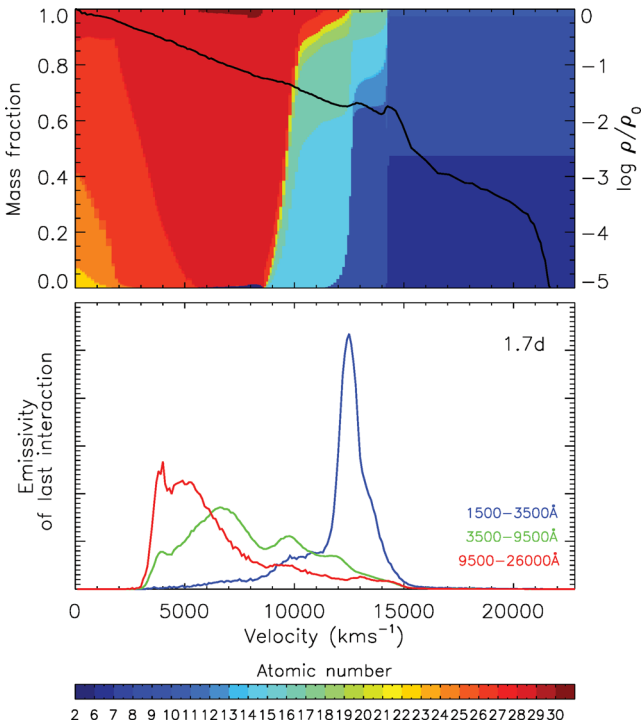 1.0
0.8
0.6
0.4
0.2
0.0
Mass fraction
0
−1
−2
−3
−4
−5
log ρ/ρ0
1.7d
Emissivity
of last interaction
1500−3500Å
3500−9500Å
9500−26000Å
0 5000 10000 15000 20000
Velocity (kms−1)
Atomic number
2 6 7 8 9 10 11 12 13 14 15 16 17 18 19 20 21 22 23 24 25 26 27 28 29 30